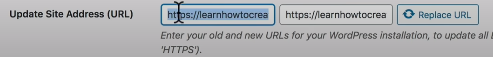 Update Site Address (URL) https://learnhowtocrea https://learnhowtocrea Replace URL
Enter your old and new URLs for your WordPress installation, to update all
'HTTPS').